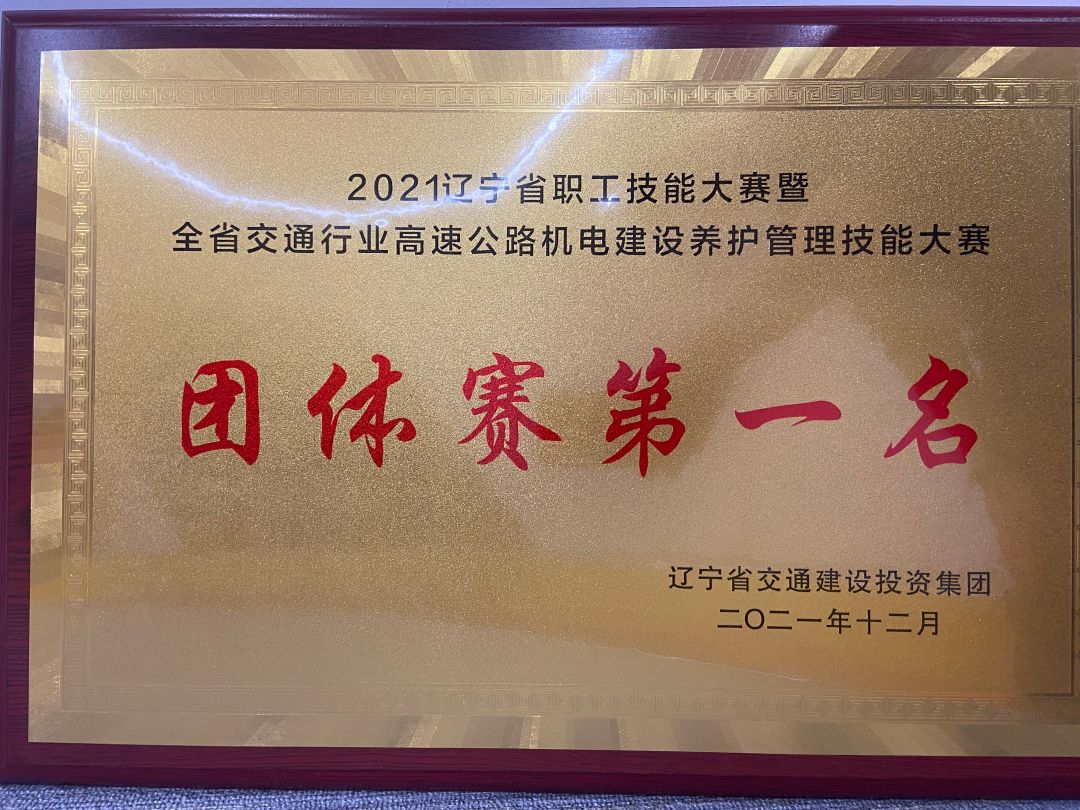 2021辽宁省职工技能大赛暨
全省交通行业高速公路机电建设养护管理技能大赛
团体赛第一名
辽宁省交通建设投资集团
二〇二一年十二月